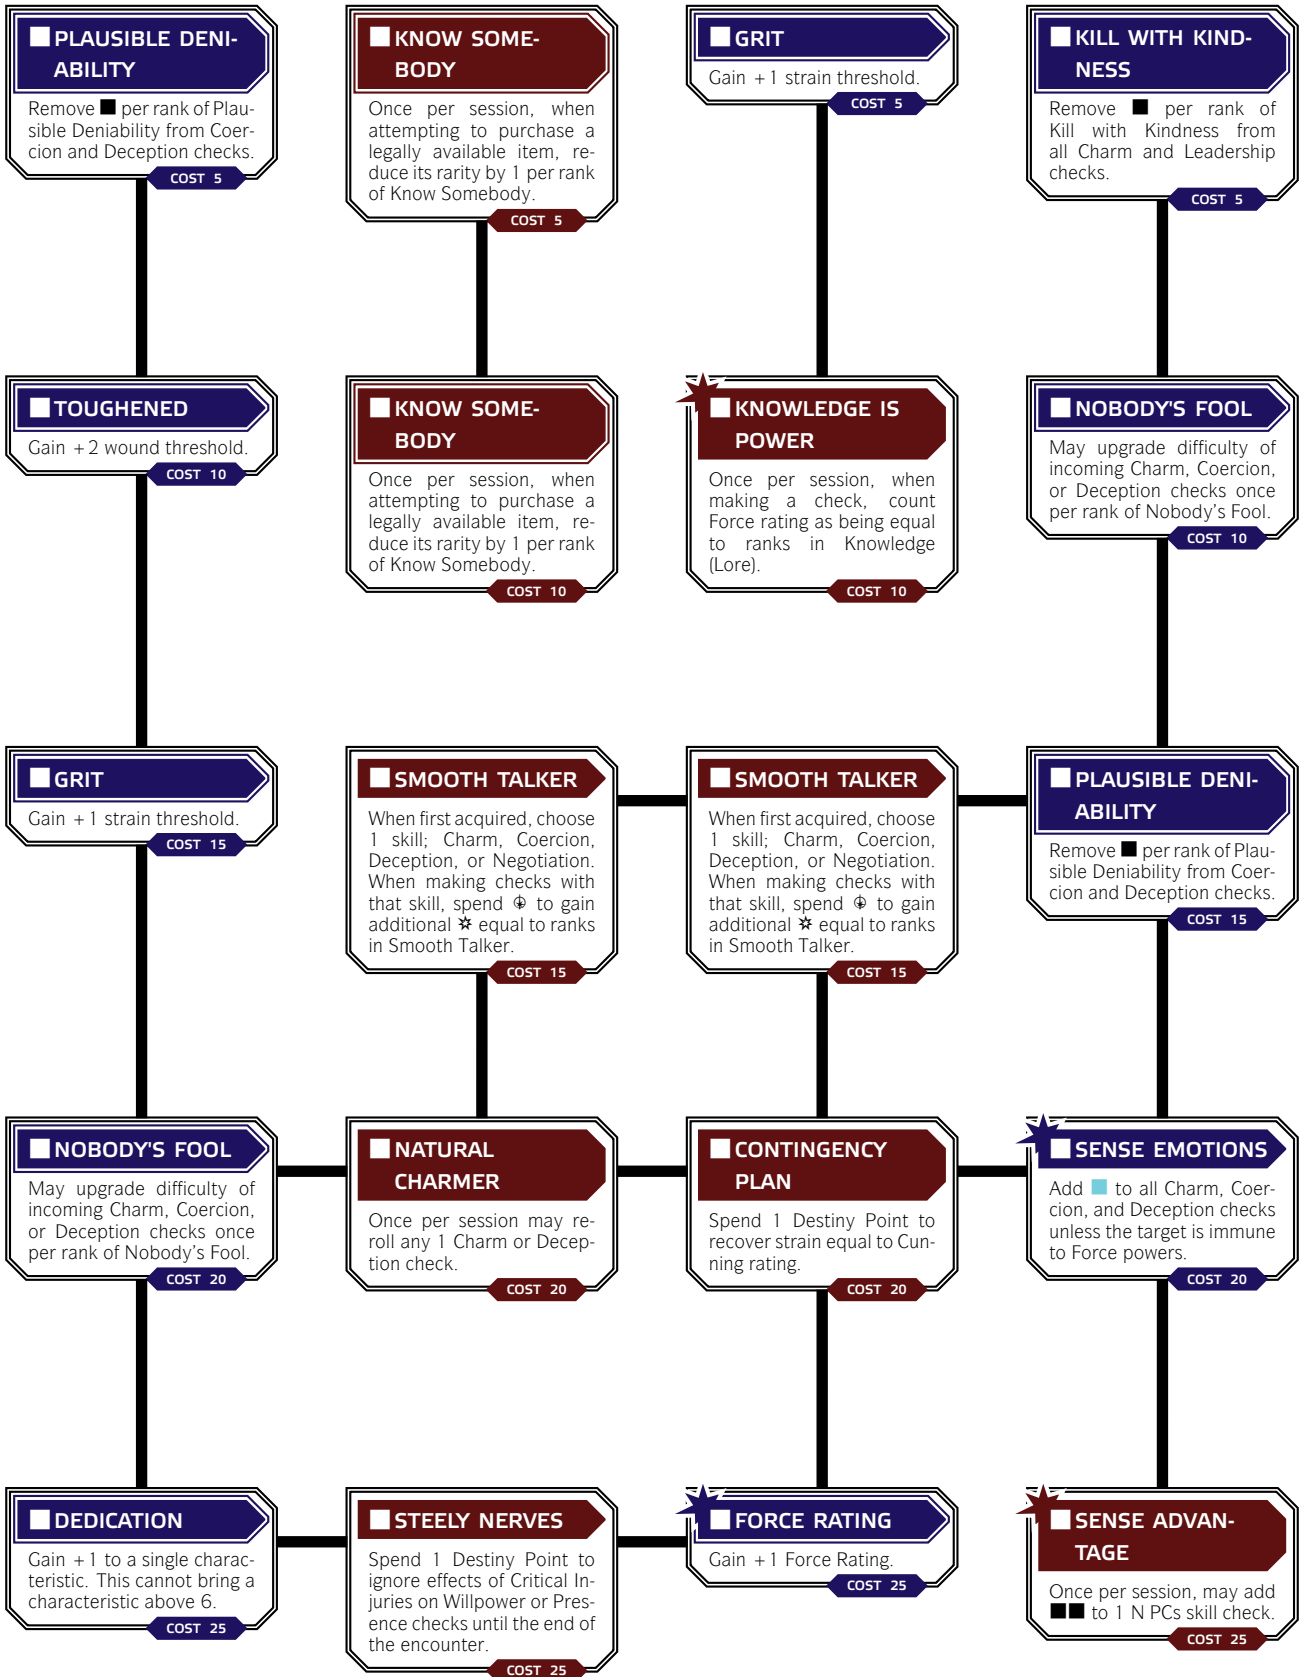 PLAUSIBLE DENI-
ABILITY
Remove per rank of Plau-
sible Deniability from Coer-
cion and Deception checks.
COST 5
KNOW SOME-
BODY
Once per session, when
attempting to purchase a
legally available item, re-
duce its rarity by 1 per rank
of Know Somebody.
COST 5
GRIT
Gain +1 strain threshold.
COST 5
KILL WITH KIND-
NESS
Remove per rank of
Kill with Kindness from
all Charm and Leadership
checks.
COST 5
TOUGHENED
Gain +2 wound threshold.
COST 10
KNOW SOME-
BODY
Once per session, when
attempting to purchase a
legally available item, re-
duce its rarity by 1 per rank
of Know Somebody.
COST 10
KNOWLEDGE IS
POWER
Once per session, when
making a check, count
Force rating as being equal
to ranks in Knowledge
(Lore).
COST 10
NOBODY'S FOOL
May upgrade difficulty of
incoming Charm, Coercion,
or Deception checks once
per rank of Nobody's Fool.
COST 10
GRIT
Gain +1 strain threshold.
COST 15
SMOOTH TALKER
When first acquired, choose
1 skill; Charm, Coercion,
Deception, or Negotiation.
When making checks with
that skill, spend to gain
additional equal to ranks
in Smooth Talker.
COST 15
SMOOTH TALKER
When first acquired, choose
1 skill; Charm, Coercion,
Deception, or Negotiation.
When making checks with
that skill, spend to gain
additional equal to ranks
in Smooth Talker.
COST 15
PLAUSIBLE DENI-
ABILITY
Remove per rank of Plau-
sible Deniability from Coer-
cion and Deception checks.
COST 15
NOBODY'S FOOL
May upgrade difficulty of
incoming Charm, Coercion,
or Deception checks once
per rank of Nobody's Fool.
COST 20
NATURAL
CHARMER
Once per session may re-
roll any 1 Charm or Decep-
tion check.
COST 20
CONTINGENCY
PLAN
Spend 1 Destiny Point to
recover strain equal to Cun-
ning rating.
COST 20
SENSE EMOTIONS
Add to all Charm, Coer-
cion, and Deception checks
unless the target is immune
to Force powers.
COST 20
DEDICATION
Gain +1 to a single charac-
teristic. This cannot bring a
characteristic above 6.
COST 25
STEELY NERVES
Spend 1 Destiny Point to
ignore effects of Critical In-
juries on Willpower or Pres-
ence checks until the end of
the encounter.
COST 25
FORCE RATING
Gain +1 Force Rating.
COST 25
SENSE ADVAN-
TAGE
Once per session, may add
to 1 N PCs skill check.
COST 25